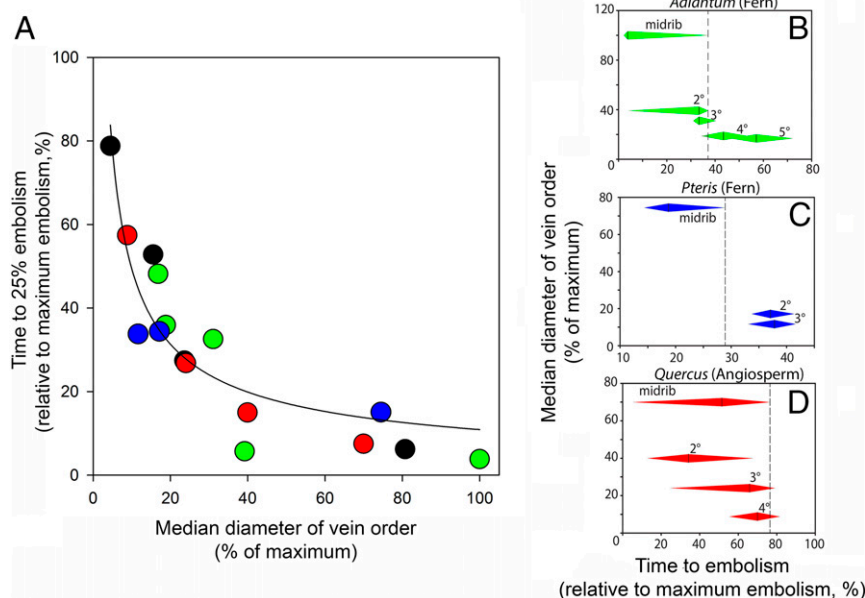 A
Time to 25% embolism
(relative to maximum embolism,%)
100
80
60
40
20
0
0 20 40 60 80 100
Median diameter of vein order
(% of maximum)
Adiantum (Fern)
B
120
80
40
0
midrib
2°
3°
4°
5°
20 40 60 80
Median diameter of vein order
(% of maximum)
Pteris (Fern)
C
80
60
40
20
0
midrib
2°
3°
10 20 30 40
Quercus (Angiosperm)
D
80
60
40
20
midrib
2°
3°
4°
0 20 40 60 80 100
Time to embolism
(relative to maximum embolism, %)